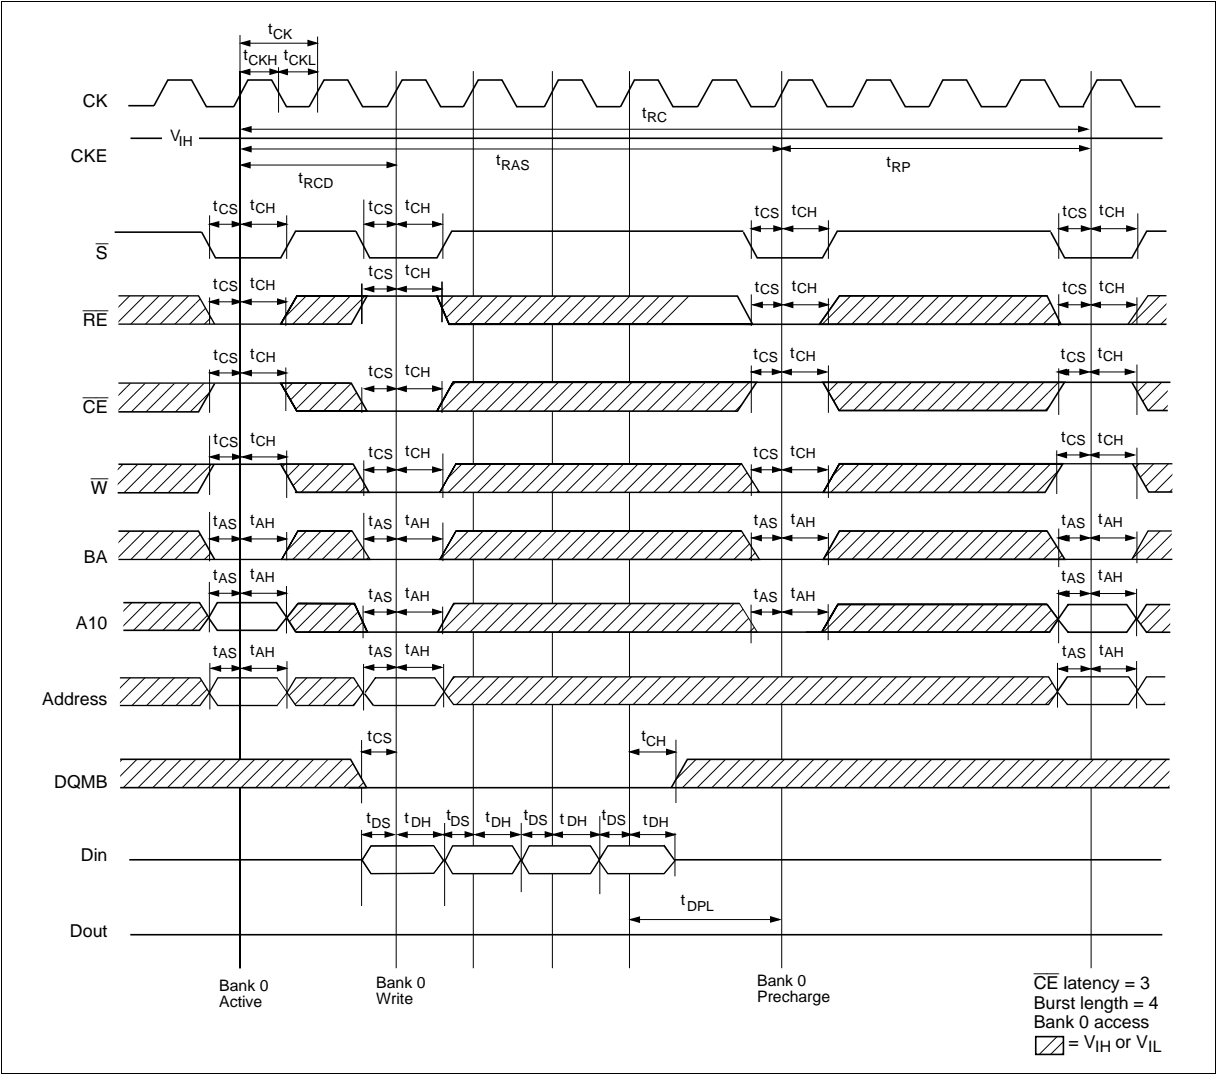 tCK
tCKH tCKL
CK
tRC
VIH
CKE
tRAS tRP
tRCD
tCS tCH tCS tCH tCS tCH tCS tCH
S
tCS tCH tCS tCH tCS tCH tCS tCH
RE
tCS tCH tCS tCH tCS tCH tCS tCH
CE
tCS tCH tCS tCH tCS tCH tCS tCH
W
tAS tAH tAS tAH tAS tAH tAS tAH
BA
tAS tAH tAS tAH tAS tAH tAS tAH
A10
tAS tAH tAS tAH tAS tAH
Address
tCS tCH
DQMB
tDS tDH tDS tDH tDS tDH tDS tDH
Din
tDPL
Dout
Bank 0
Active
Bank 0
Write
Bank 0
Precharge
CE latency = 3
Burst length = 4
Bank 0 access
= VIH or VIL